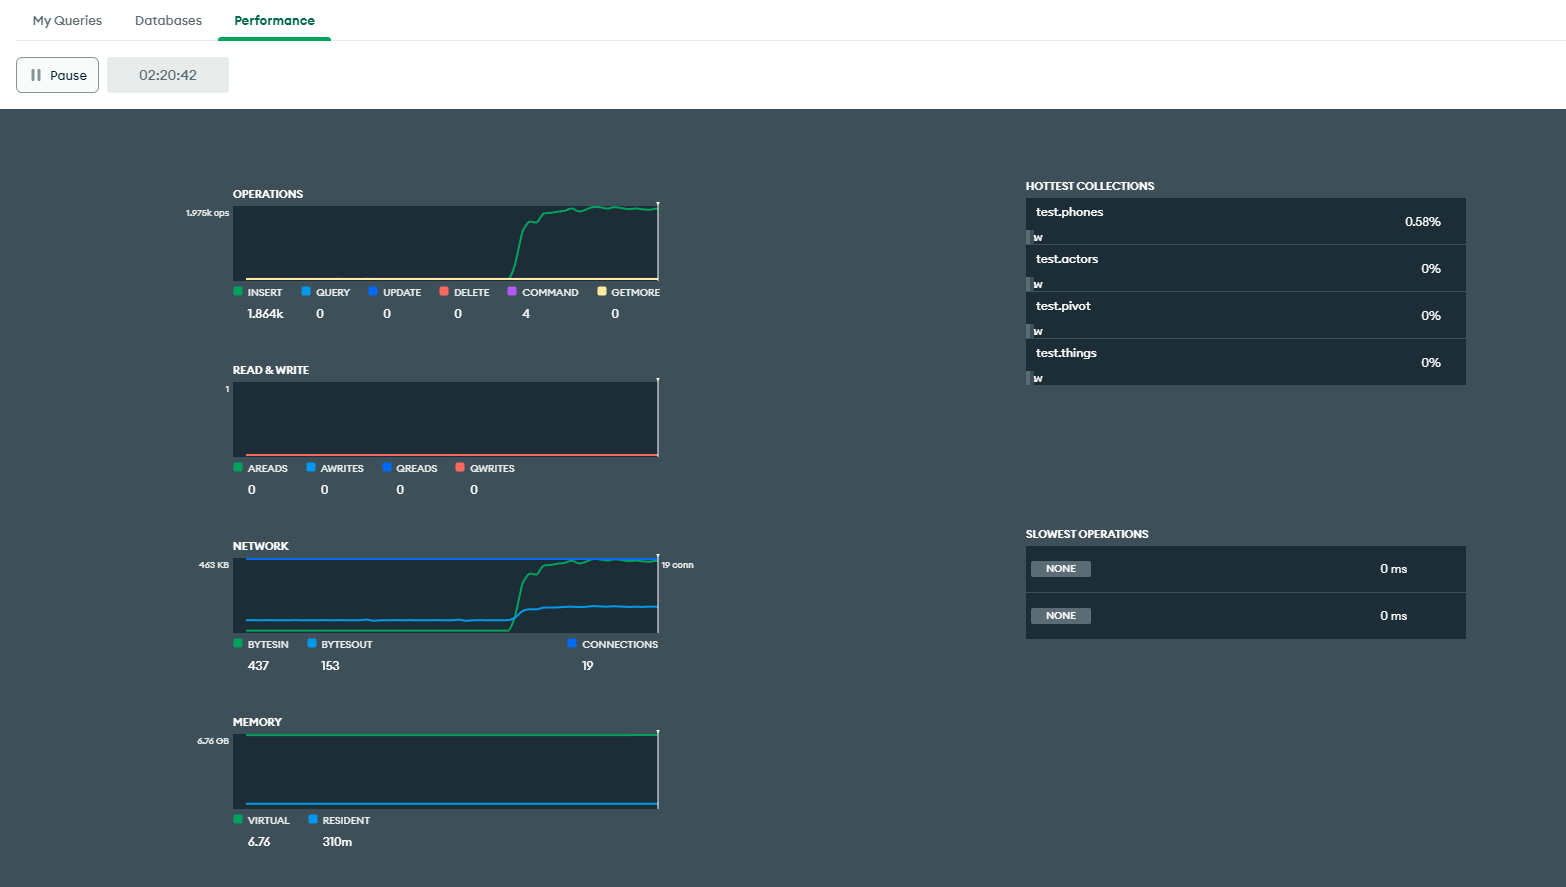 My Queries Databases Performance
Pause 02:20:42
OPERATIONS
1.975k ops
INSERT QUERY UPDATE DELETE COMMAND GETMORE
1.864k 0 0 0 4 0
READ & WRITE
1
AREADS AWRITES QREADS QWRITES
0 0 0 0
NETWORK
463 KB 19 conn
BYTESIN BYTESOUT CONNECTIONS
437 153 19
MEMORY
6.76 GB
VIRTUAL RESIDENT
6.76 310m
HOTTEST COLLECTIONS
test.phones
0.58%
W
test.actors
0%
W
test.pivot
0%
W
test.things
0%
W
SLOWEST OPERATIONS
NONE 0 ms
NONE 0 ms